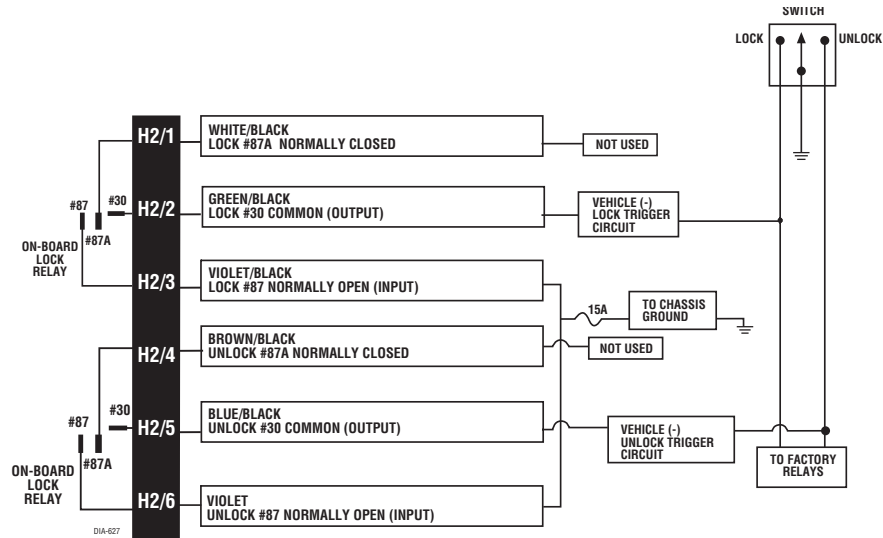 SWITCH
LOCK
UNLOCK
H2/1
WHITE/BLACK
LOCK #87A NORMALLY CLOSED
NOT USED
#87
#30
#87A
ON-BOARD
LOCK
RELAY
H2/2
GREEN/BLACK
LOCK #30 COMMON (OUTPUT)
VEHICLE (-)
LOCK TRIGGER
CIRCUIT
H2/3
VIOLET/BLACK
LOCK #87 NORMALLY OPEN (INPUT)
15A
TO CHASSIS
GROUND
H2/4
BROWN/BLACK
UNLOCK #87A NORMALLY CLOSED
NOT USED
#87
#30
#87A
ON-BOARD
LOCK
RELAY
H2/5
BLUE/BLACK
UNLOCK #30 COMMON (OUTPUT)
VEHICLE (-)
UNLOCK TRIGGER
CIRCUIT
TO FACTORY
RELAYS
H2/6
VIOLET
UNLOCK #87 NORMALLY OPEN (INPUT)
DIA-627